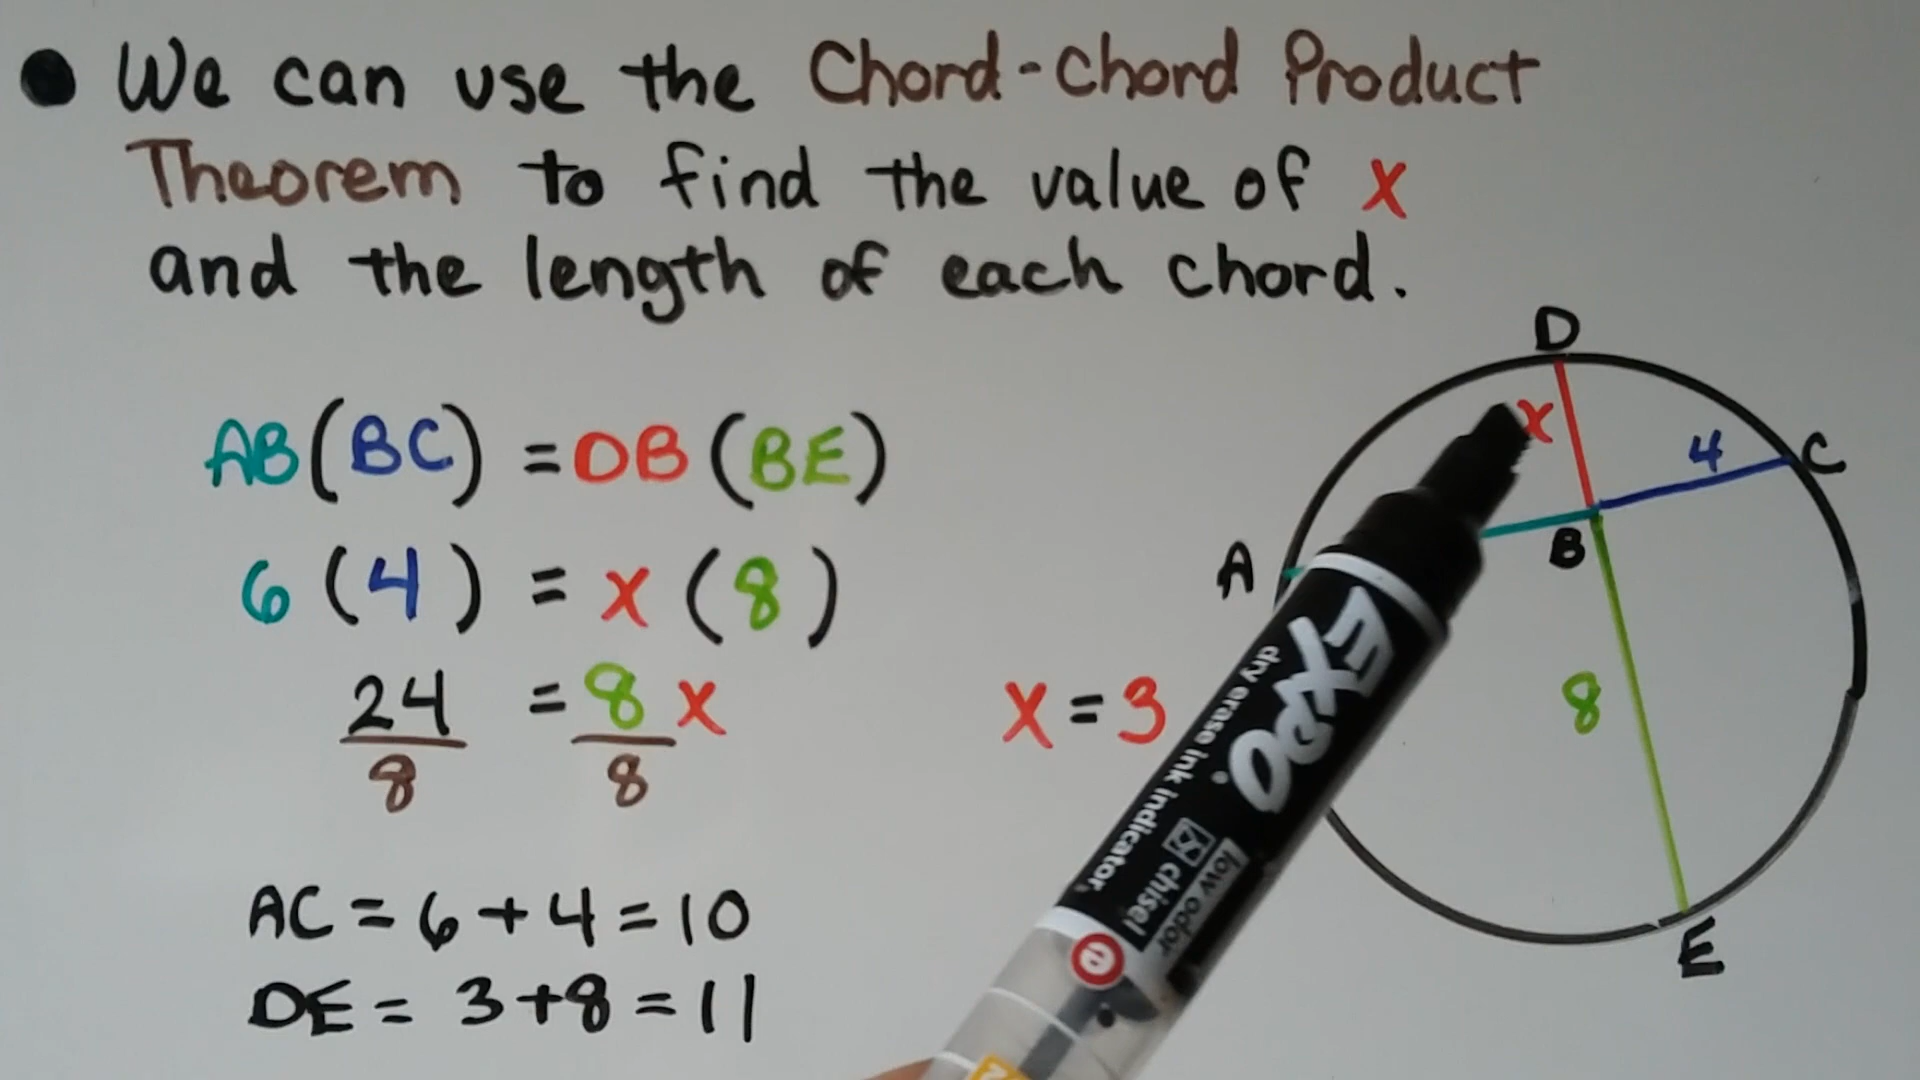 We can use the Chord-Chord Product
Theorem to find the value of x
and the length of each chord.
AB(BC) = DB(BE)
6(4) = x(8)
24 = 8x
8 8
x = 3
AC = 6+4=10
DE = 3+8=11
D
x
4
C
B
A
8
E
EXPO
dry erase ink indicator
low odor
chisel